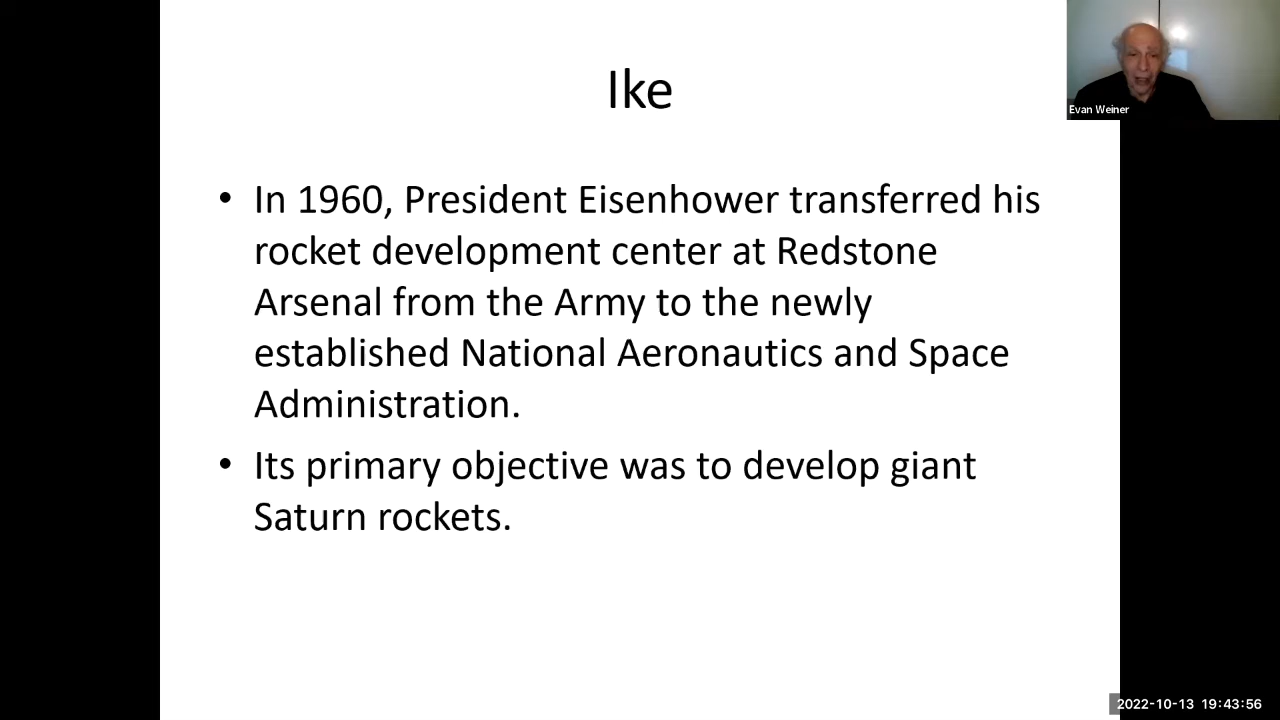 Ike
Evan Weiner
• In 1960, President Eisenhower transferred his
rocket development center at Redstone
Arsenal from the Army to the newly
established National Aeronautics and Space
Administration.
• Its primary objective was to develop giant
Saturn rockets.
2022-10-13 19:43:56